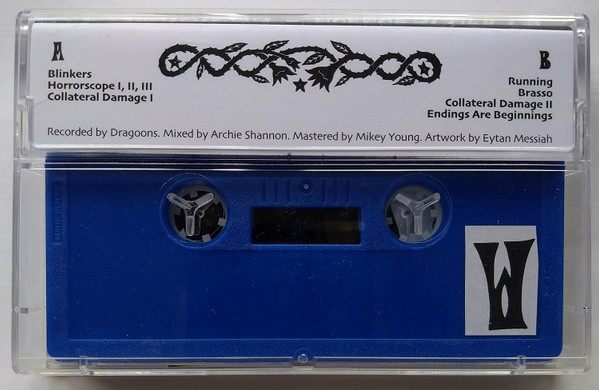 A
Blinkers
Horrorscope I, II, III
Collateral Damage I
B
Running
Brasso
Collateral Damage II
Endings Are Beginnings
Recorded by Dragoons. Mixed by Archie Shannon. Mastered by Mikey Young. Artwork by Eytan Messiah
W